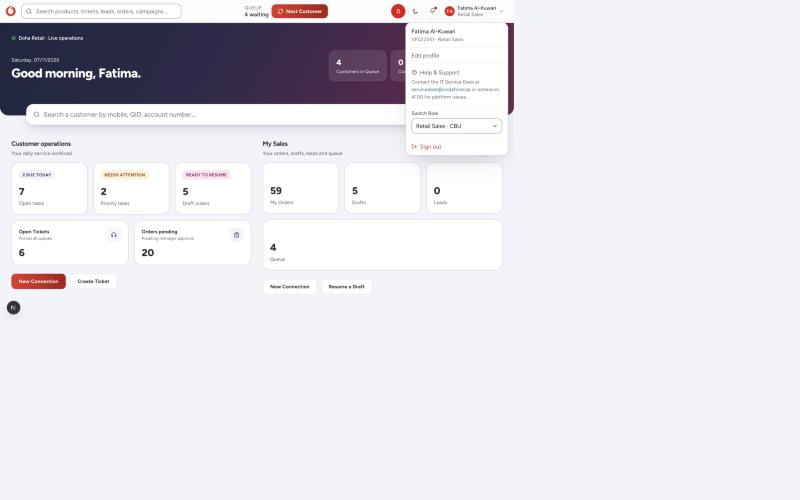 Search products, tickets, leads, orders, campaigns...
QUEUE
4 waiting
Next Customer
0
FA
Fatima Al-Kuwari
Retail Sales
Doha Retail · Live operations
Saturday, 07/11/2026
Good morning, Fatima.
4
Customers in Queue
0
Search a customer by mobile, QID, account number...
Fatima Al-Kuwari
VFQ12341 · Retail Sales
Edit profile
Help & Support
Contact the IT Service Desk at
servicedesk@vodafone.qa or extension
4100 for platform issues.
Switch Role
Retail Sales · CBU
Sign out
Customer operations
Your daily service workload
2 DUE TODAY
7
Open tasks
NEEDS ATTENTION
2
Priority tasks
READY TO RESUME
5
Draft orders
Open Tickets
Across all queues
6
Orders pending
Awaiting manager approval
20
New Connection
Create Ticket
My Sales
Your orders, drafts, leads and queue
59
My Orders
5
Drafts
0
Leads
4
Queue
New Connection
Resume a Draft
N